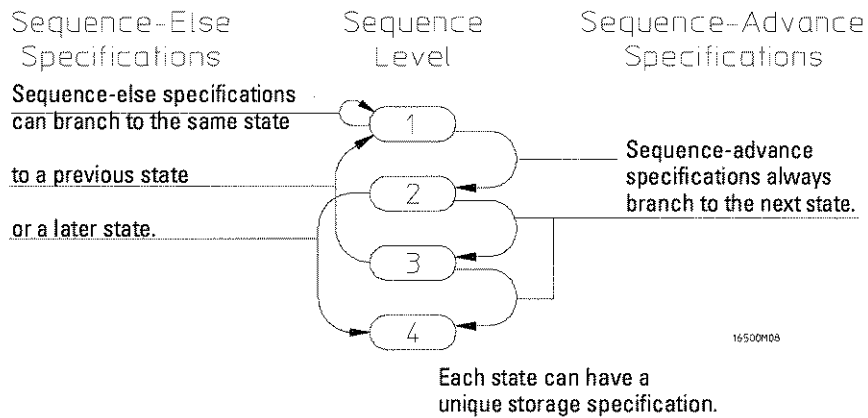 Sequence-Else
Specifications
Sequence
Level
Sequence-Advance
Specifications
Sequence-else specifications
can branch to the same state
to a previous state
or a later state.
1
2
3
4
Sequence-advance
specifications always
branch to the next state.
16500M08
Each state can have a
unique storage specification.